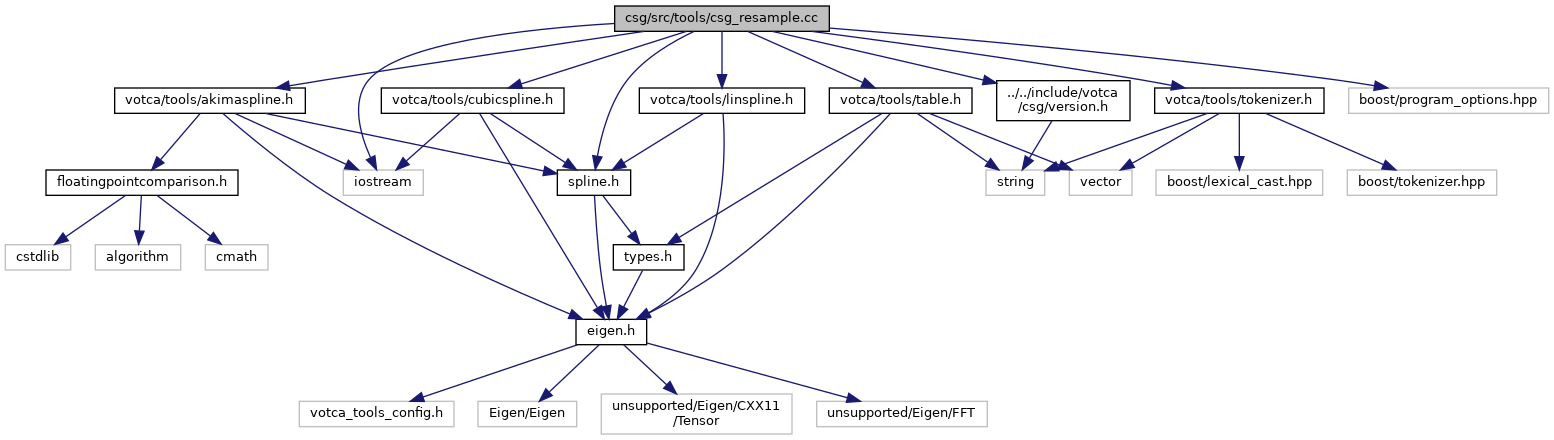 csg/src/tools/csg_resample.cc
votca/tools/akimaspline.h
votca/tools/cubicspline.h
votca/tools/linspline.h
votca/tools/table.h
../../include/votca
/csg/version.h
votca/tools/tokenizer.h
boost/program_options.hpp
floatingpointcomparison.h
iostream
spline.h
string
vector
boost/lexical_cast.hpp
boost/tokenizer.hpp
cstdlib
algorithm
cmath
types.h
eigen.h
votca_tools_config.h
Eigen/Eigen
unsupported/Eigen/CXX11
/Tensor
unsupported/Eigen/FFT